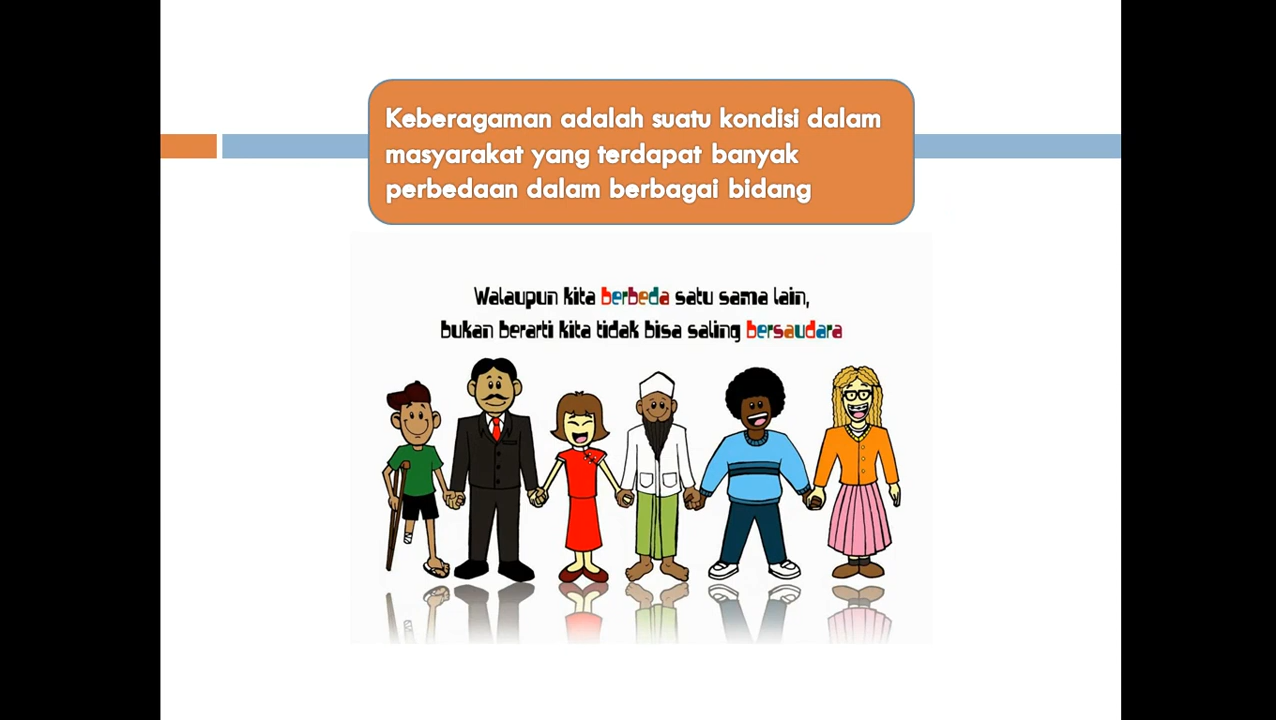 Keberagaman adalah suatu kondisi dalam
masyarakat yang terdapat banyak
perbedaan dalam berbagai bidang
Walaupun kita berbeda satu sama lain,
bukan berarti kita tidak bisa saling bersaudara